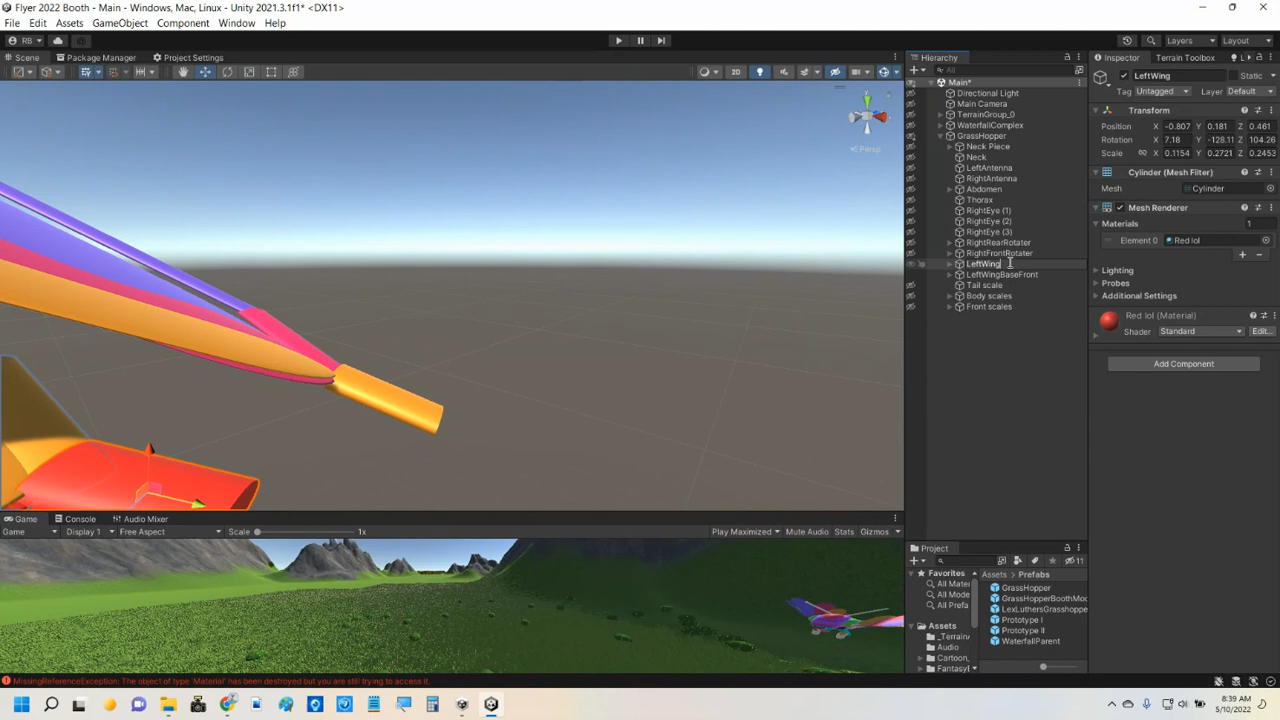 Flyer 2022 Booth - Main - Windows, Mac, Linux - Unity 2021.3.1f1* <DX11>
File Edit Assets GameObject Component Window Help
RB
Layers Layout
Scene Package Manager Project Settings
2D
Persp
Game Console Audio Mixer
Game Display 1 Free Aspect Scale 1x Play Maximized Mute Audio Stats Gizmos
Hierarchy
All
Main*
Directional Light
Main Camera
TerrainGroup_0
WaterfallComplex
GrassHopper
Neck Piece
Neck
LeftAntenna
RightAntenna
Abdomen
Thorax
RightEye (1)
RightEye (2)
RightEye (3)
RightRearRotater
RightFrontRotater
LeftWing
LeftWingBaseFront
Tail scale
Body scales
Front scales
Project
11
Favorites
All Mater
All Mode
All Prefa
Assets
_Terrain
Audio
Cartoon_
FantasyE
Assets > Prefabs
GrassHopper
GrassHopperBoothMod
LexLuthersGrasshoppe
Prototype I
Prototype II
WaterfallParent
Inspector Terrain Toolbox L
LeftWing Static
Tag Untagged Layer Default
Transform
Position X -0.807 Y 0.181 Z 0.461
Rotation X 7.18 Y -128.11 Z 104.26
Scale X 0.1154 Y 0.2721 Z 0.2453
Cylinder (Mesh Filter)
Mesh Cylinder
Mesh Renderer
Materials 1
Element 0 Red lol
Lighting
Probes
Additional Settings
Red lol (Material)
Shader Standard Edit...
Add Component
MissingReferenceException: The object of type 'Material' has been destroyed but you are still trying to access it.
8:39 AM
5/10/2022